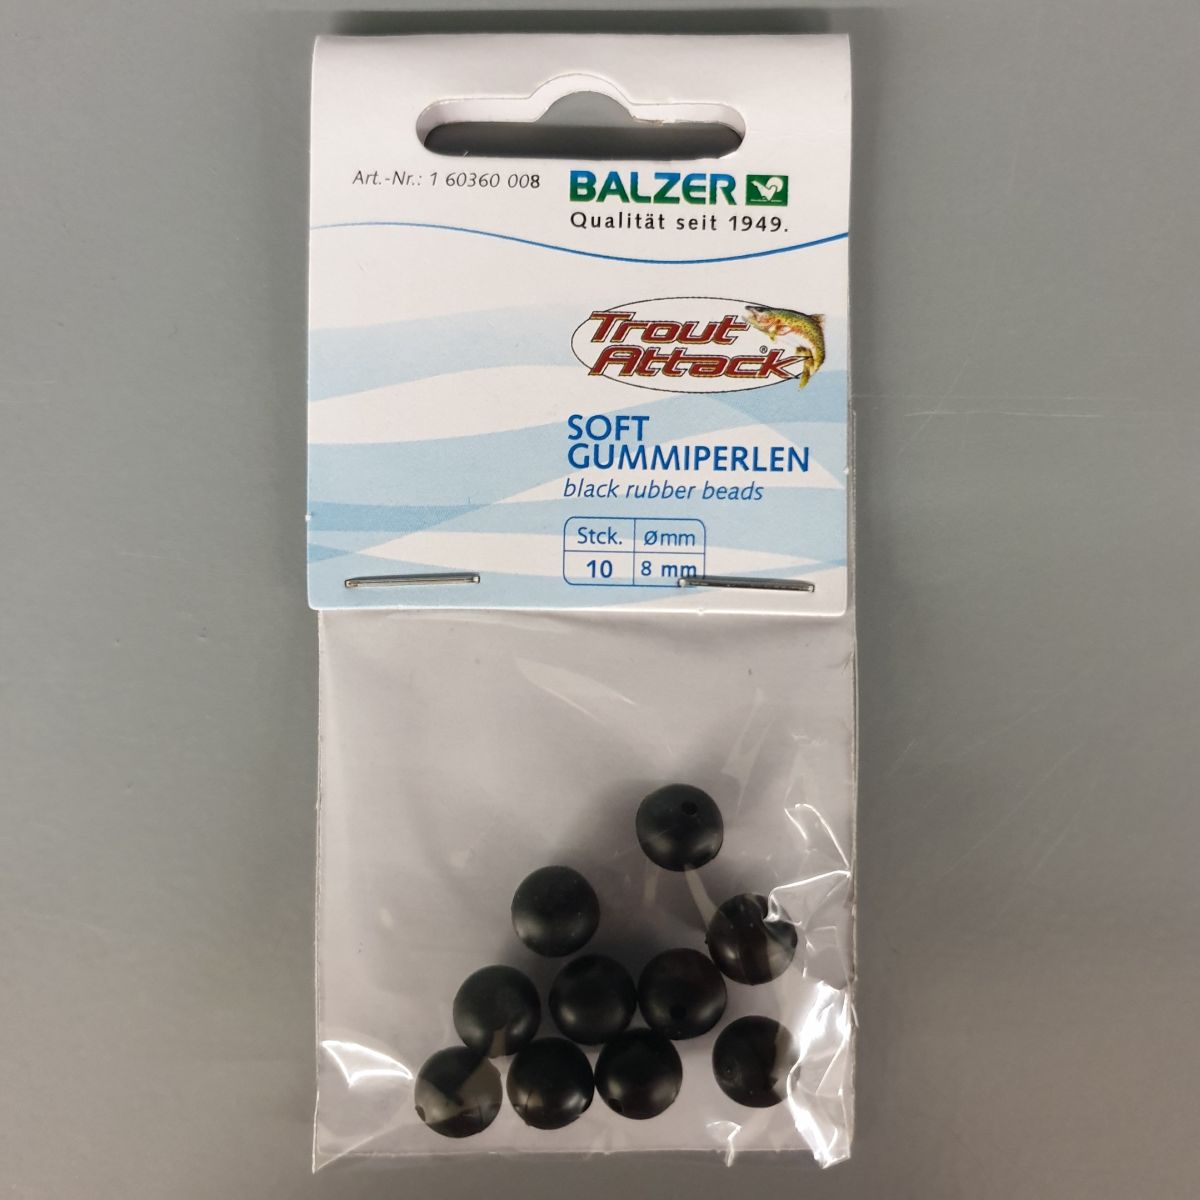 Art.-Nr.: 1 60360 008
BALZER
Qualität seit 1949.
Trout
Attack®
SOFT
GUMMIPERLEN
black rubber beads
Stck. Ømm
10 8 mm